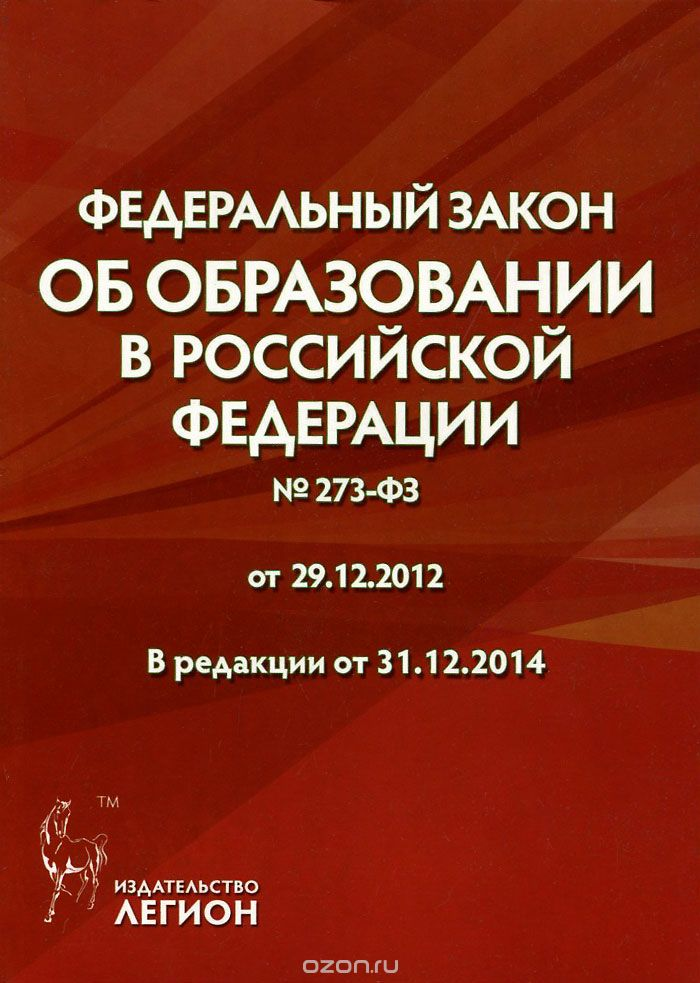 ФЕДЕРАЛЬНЫЙ ЗАКОН
ОБ ОБРАЗОВАНИИ
В РОССИЙСКОЙ
ФЕДЕРАЦИИ
№ 273-ФЗ
от 29.12.2012
В редакции от 31.12.2014
TM
ИЗДАТЕЛЬСТВО
ЛЕГИОН
ozon.ru